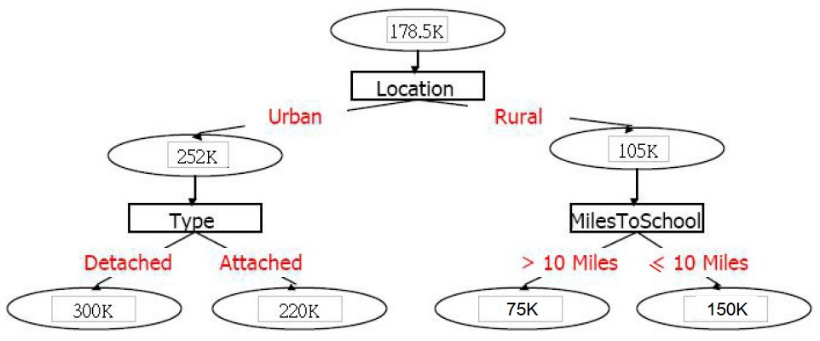 178.5K
Location
Urban
Rural
252K
105K
Type
MilesToSchool
Detached
Attached
> 10 Miles
⩽ 10 Miles
300K
220K
75K
150K